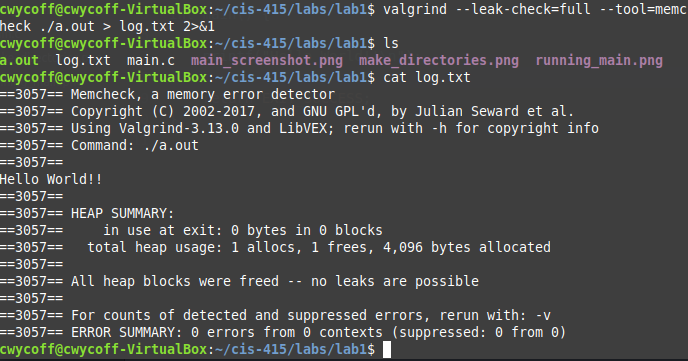 cwycoff@cwycoff-VirtualBox:~/cis-415/labs/lab1$ valgrind --leak-check=full --tool=memc
heck ./a.out > log.txt 2>&1
cwycoff@cwycoff-VirtualBox:~/cis-415/labs/lab1$ ls
a.out  log.txt  main.c  main_screenshot.png  make_directories.png  running_main.png
cwycoff@cwycoff-VirtualBox:~/cis-415/labs/lab1$ cat log.txt
==3057== Memcheck, a memory error detector
==3057== Copyright (C) 2002-2017, and GNU GPL'd, by Julian Seward et al.
==3057== Using Valgrind-3.13.0 and LibVEX; rerun with -h for copyright info
==3057== Command: ./a.out
==3057==
Hello World!!
==3057==
==3057== HEAP SUMMARY:
==3057==     in use at exit: 0 bytes in 0 blocks
==3057==   total heap usage: 1 allocs, 1 frees, 4,096 bytes allocated
==3057==
==3057== All heap blocks were freed -- no leaks are possible
==3057==
==3057== For counts of detected and suppressed errors, rerun with: -v
==3057== ERROR SUMMARY: 0 errors from 0 contexts (suppressed: 0 from 0)
cwycoff@cwycoff-VirtualBox:~/cis-415/labs/lab1$